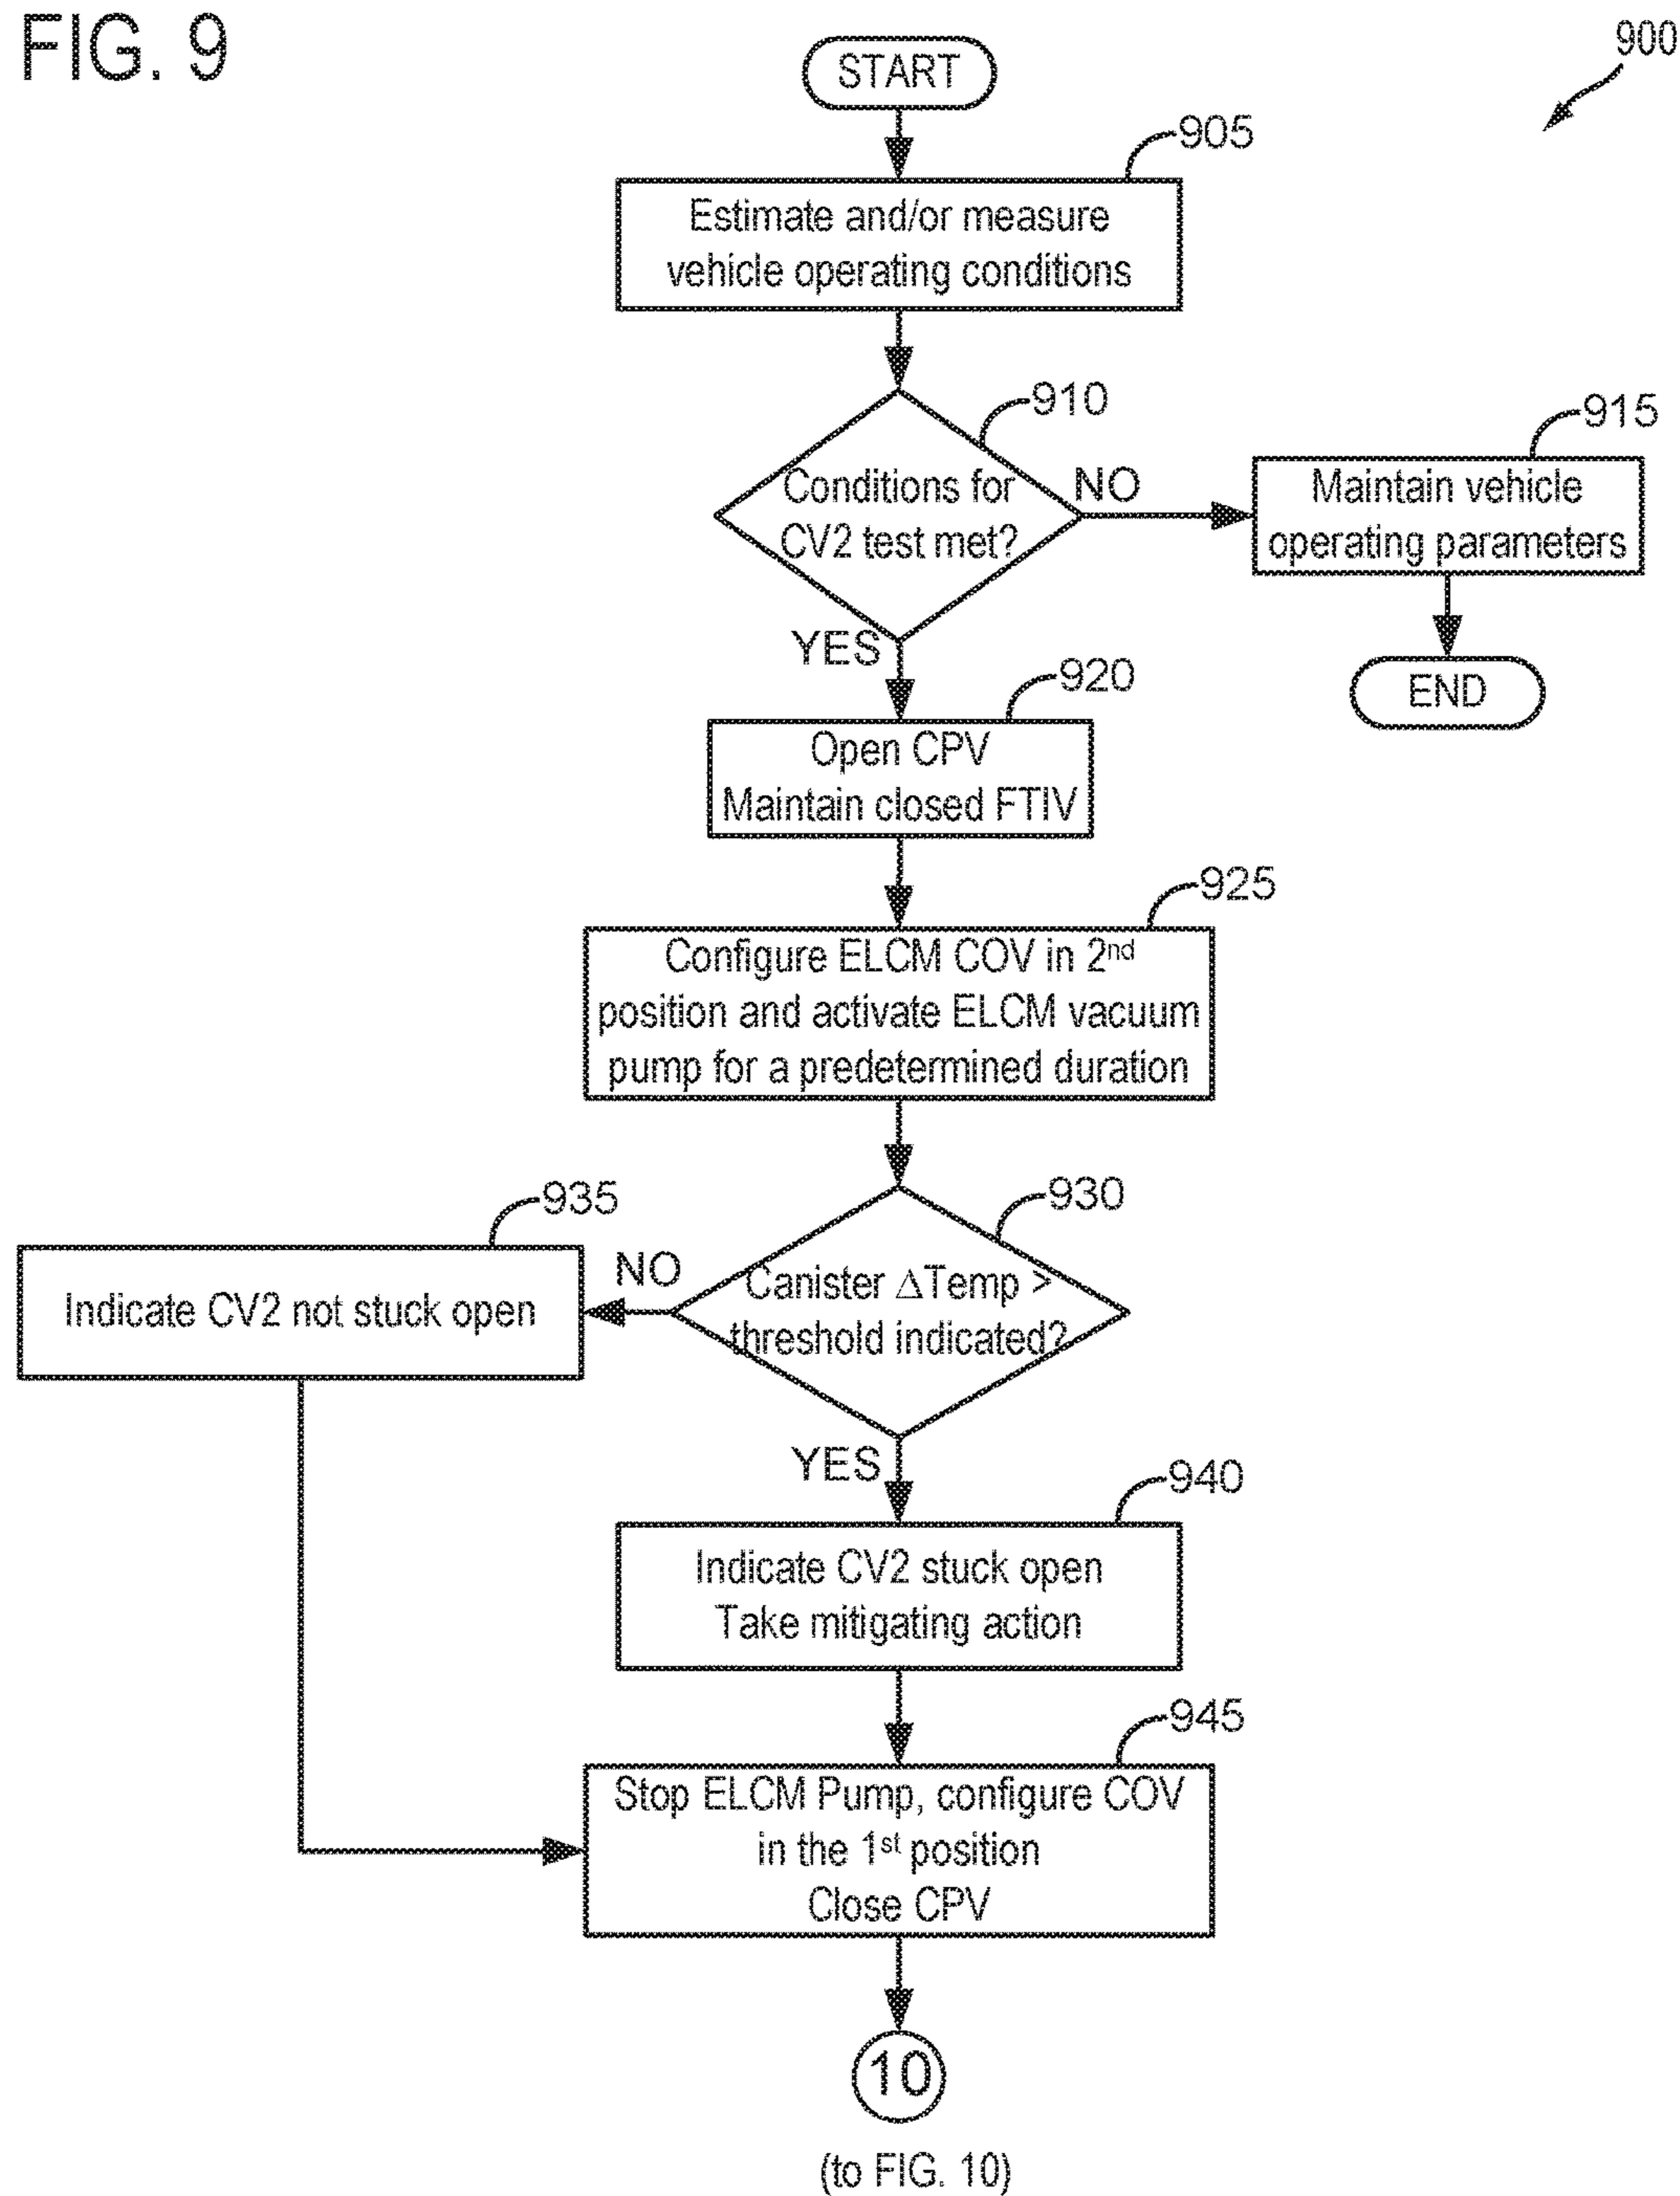 FIG. 9
900
START
905
Estimate and/or measure
vehicle operating conditions
910
Conditions for
CV2 test met?
NO
915
Maintain vehicle
operating parameters
END
YES
920
Open CPV
Maintain closed FTIV
925
Configure ELCM COV in 2nd
position and activate ELCM vacuum
pump for a predetermined duration
930
Canister ΔTemp >
threshold indicated?
NO
935
Indicate CV2 not stuck open
YES
940
Indicate CV2 stuck open
Take mitigating action
945
Stop ELCM Pump, configure COV
in the 1st position
Close CPV
10
(to FIG. 10)